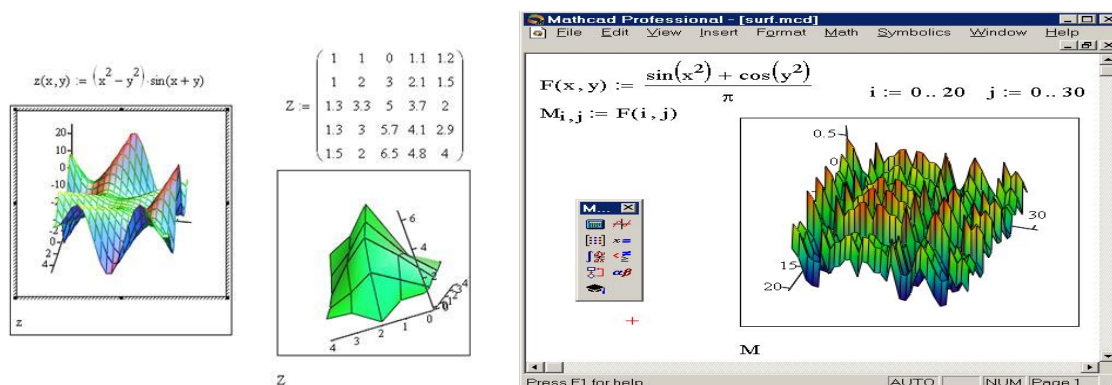 z(x,y) := (x² − y²)·sin(x + y)
20
10
0
-10
-2
0
2
4
z
Z :=
1 1 0 1.1 1.2
1 2 3 2.1 1.5
1.3 3.3 5 3.7 2
1.3 3 5.7 4.1 2.9
1.5 2 6.5 4.8 4
6
4
4 3 2 1 0
Z
Mathcad Professional - [surf.mcd]
File Edit View Insert Format Math Symbolics Window Help
F(x, y) := (sin(x²) + cos(y²)) / π
i := 0 .. 20 j := 0 .. 30
M i, j := F(i, j)
0.5
0
30
15
20
M...
x=
αβ
M
Press F1 for help.
AUTO NUM Page 1